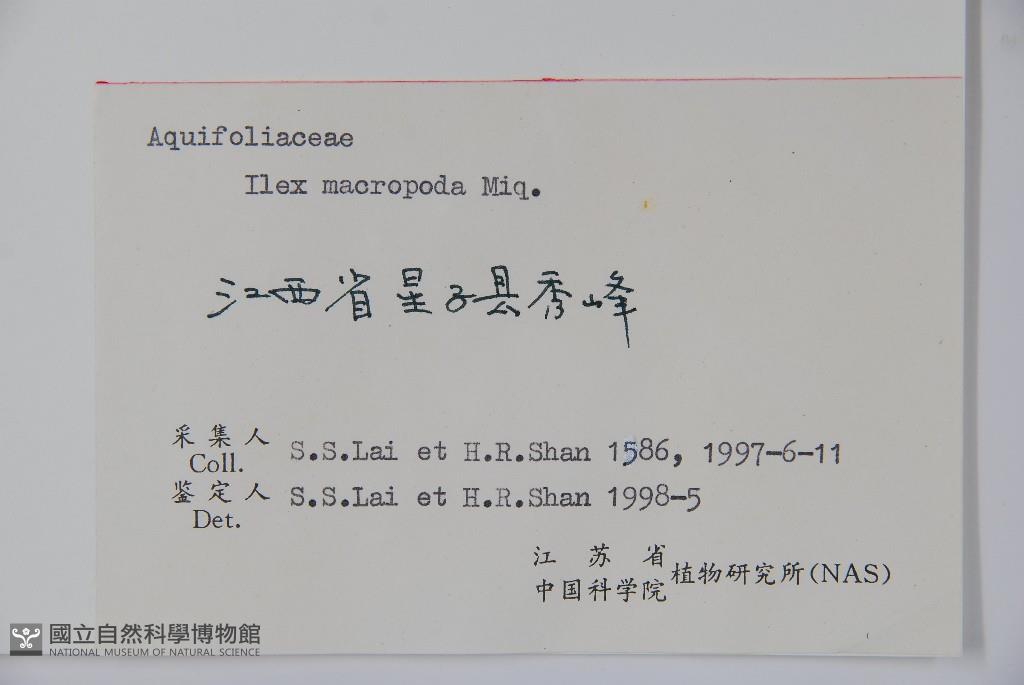 Aquifoliaceae
Ilex macropoda Miq.
江西省星子县秀峰
采集人 Coll. S.S.Lai et H.R.Shan 1586, 1997-6-11
鉴定人 Det. S.S.Lai et H.R.Shan 1998-5
江苏省
中国科学院 植物研究所(NAS)
國立自然科學博物館
NATIONAL MUSEUM OF NATURAL SCIENCE